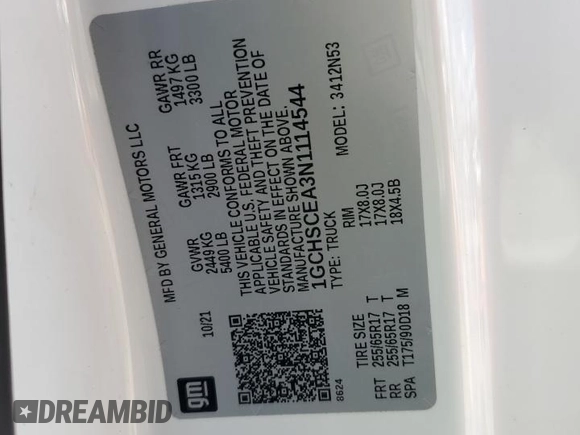 gm
MFD BY GENERAL MOTORS LLC
10/21
GVWR
2449 KG
5400 LB
GAWR FRT
1315 KG
2900 LB
GAWR RR
1497 KG
3300 LB
THIS VEHICLE CONFORMS TO ALL
APPLICABLE U.S. FEDERAL MOTOR
VEHICLE SAFETY AND THEFT PREVENTION
STANDARDS IN EFFECT ON THE DATE OF
MANUFACTURE SHOWN ABOVE.
1GCHSCEA3N1114544
TYPE: TRUCK
MODEL: 3412N53
8624
TIRE SIZE
RIM
FRT 255/65R17 T 17X8.0J
RR 255/65R17 T 17X8.0J
SPA T175/90D18 M 18X4.5B
DREAMBID